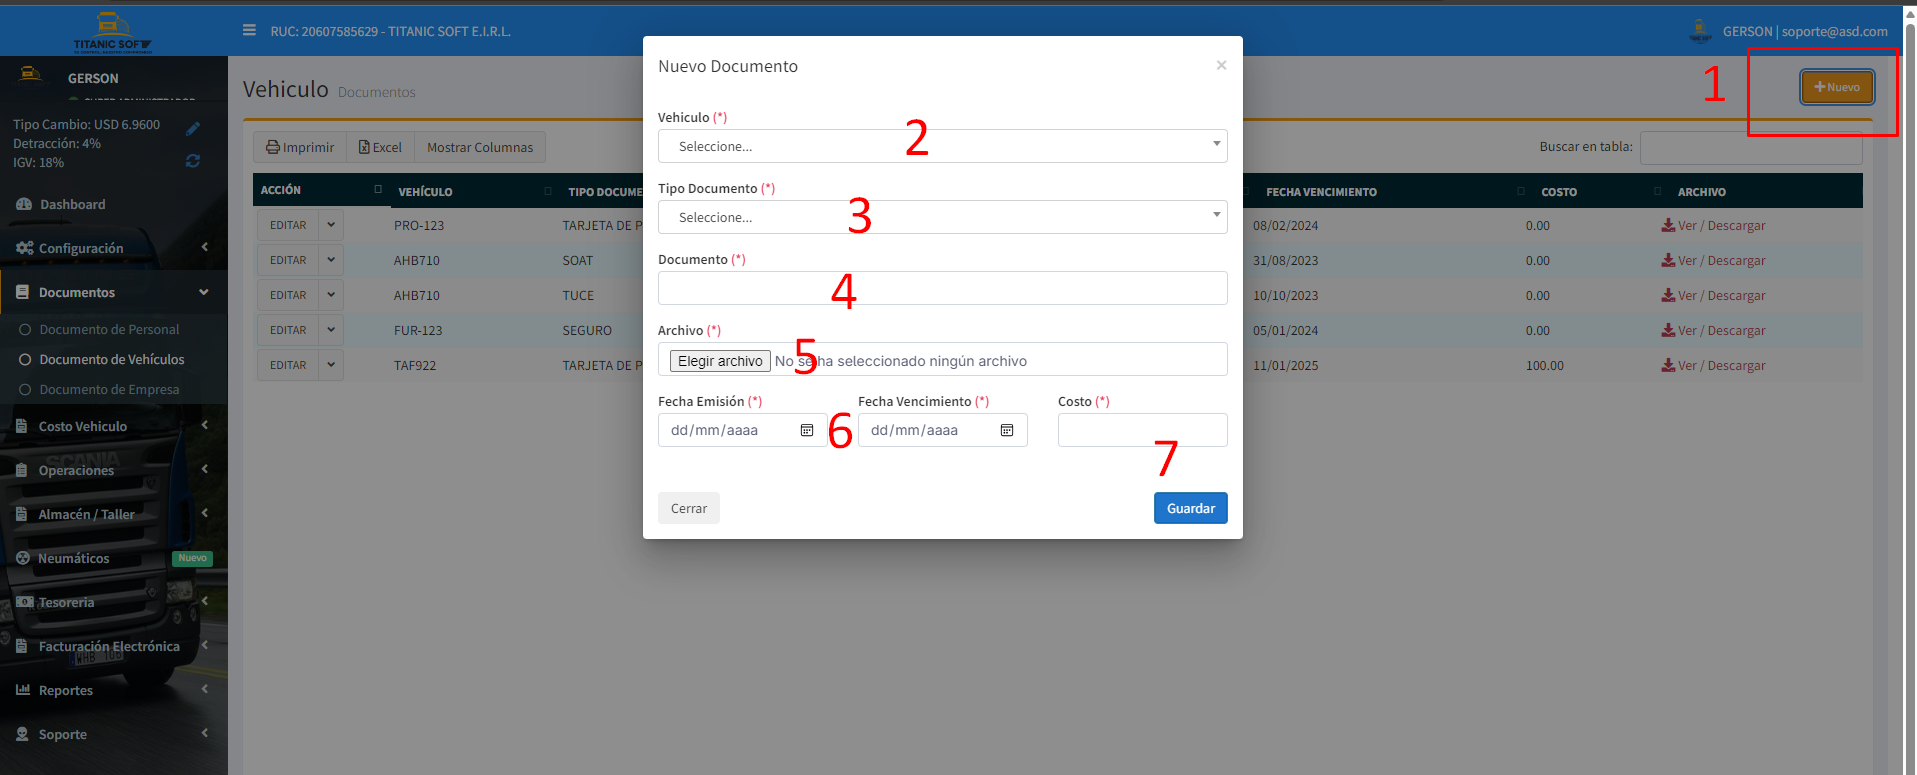 TITANIC SOFT
RUC: 20607585629 - TITANIC SOFT E.I.R.L.
GERSON | soporte@asd.com
GERSON
Tipo Cambio: USD 6.9600
Detracción: 4%
IGV: 18%
Dashboard
Configuración
Documentos
Documento de Personal
Documento de Vehículos
Documento de Empresa
Costo Vehiculo
Operaciones
Almacén / Taller
Neumáticos Nuevo
Tesoreria
Facturación Electrónica
Reportes
Soporte
Vehiculo Documentos
1
+ Nuevo
Imprimir Excel Mostrar Columnas
Buscar en tabla:
ACCIÓN VEHÍCULO TIPO DOCUME FECHA VENCIMIENTO COSTO ARCHIVO
EDITAR PRO-123 TARJETA DE P 08/02/2024 0.00 Ver / Descargar
EDITAR AHB710 SOAT 31/08/2023 0.00 Ver / Descargar
EDITAR AHB710 TUCE 10/10/2023 0.00 Ver / Descargar
EDITAR FUR-123 SEGURO 05/01/2024 0.00 Ver / Descargar
EDITAR TAF922 TARJETA DE P 11/01/2025 100.00 Ver / Descargar
Nuevo Documento ×
Vehiculo (*)
Seleccione... 2
Tipo Documento (*)
Seleccione... 3
Documento (*)
4
Archivo (*)
Elegir archivo No se ha seleccionado ningún archivo
5
Fecha Emisión (*) Fecha Vencimiento (*) Costo (*)
dd/mm/aaaa 6 dd/mm/aaaa
7
Cerrar Guardar